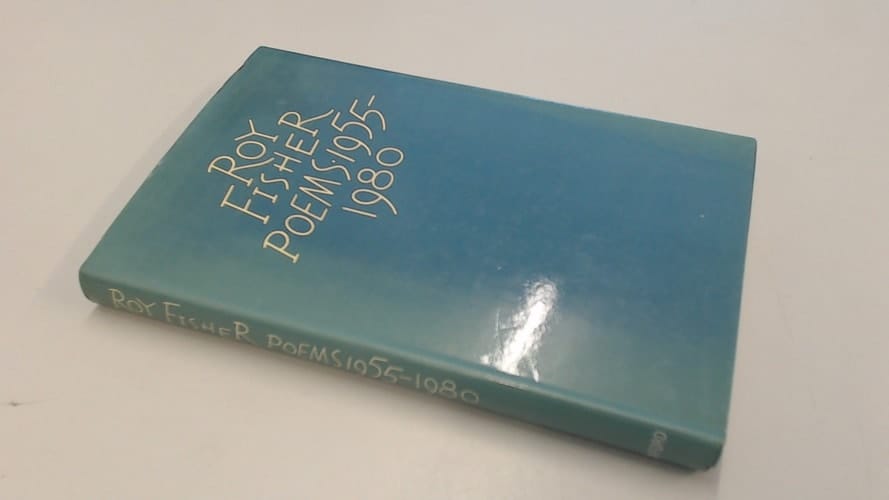 ROY
FISHER
POEMS·1955-
1980
ROY FISHER POEMS 1955-1980